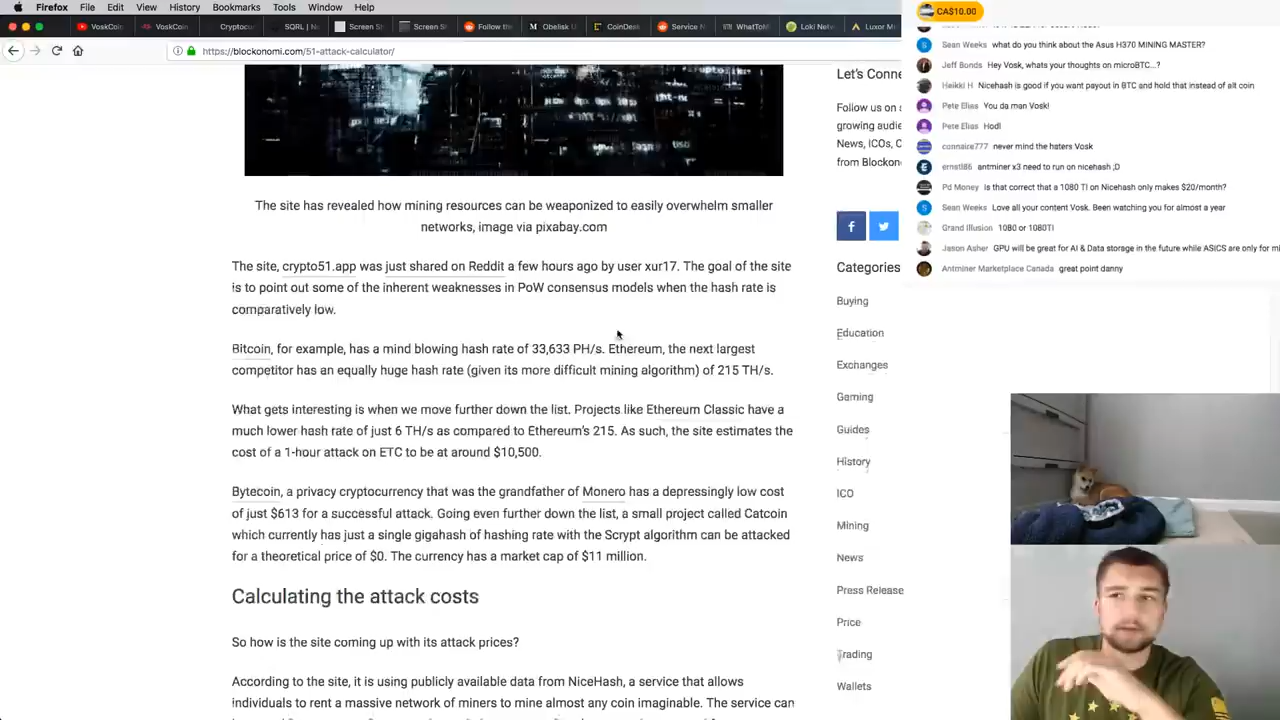 Firefox File Edit View History Bookmarks Tools Window Help
VoskCoin VoskCoin Cryptocu SQRL | N Screen Sh Screen Sh Follow the Obelisk U CoinDesk Service N WhatToM Loki Netw Luxor M
https://blockonomi.com/51-attack-calculator/
The site has revealed how mining resources can be weaponized to easily overwhelm smaller
networks, image via pixabay.com
The site, crypto51.app was just shared on Reddit a few hours ago by user xur17. The goal of the site
is to point out some of the inherent weaknesses in PoW consensus models when the hash rate is
comparatively low.
Bitcoin, for example, has a mind blowing hash rate of 33,633 PH/s. Ethereum, the next largest
competitor has an equally huge hash rate (given its more difficult mining algorithm) of 215 TH/s.
What gets interesting is when we move further down the list. Projects like Ethereum Classic have a
much lower hash rate of just 6 TH/s as compared to Ethereum's 215. As such, the site estimates the
cost of a 1-hour attack on ETC to be at around $10,500.
Bytecoin, a privacy cryptocurrency that was the grandfather of Monero has a depressingly low cost
of just $613 for a successful attack. Going even further down the list, a small project called Catcoin
which currently has just a single gigahash of hashing rate with the Scrypt algorithm can be attacked
for a theoretical price of $0. The currency has a market cap of $11 million.
Calculating the attack costs
So how is the site coming up with its attack prices?
According to the site, it is using publicly available data from NiceHash, a service that allows
individuals to rent a massive network of miners to mine almost any coin imaginable. The service can
Let's Conne
Follow us on s
growing audie
News, ICOs, C
from Blockon
Categories
Buying
Education
Exchanges
Gaming
Guides
History
ICO
Mining
News
Press Release
Price
Trading
Wallets
CA$10.00
Sean Weeks what do you think about the Asus H370 MINING MASTER?
Jeff Bonds Hey Vosk, whats your thoughts on microBTC...?
Heikki H Nicehash is good if you want payout in BTC and hold that instead of alt coin
Pete Elias You da man Vosk!
Pete Elias Hodl
connaire777 never mind the haters Vosk
ernstl86 antminer x3 need to run on nicehash ;D
Pd Money Is that correct that a 1080 TI on Nicehash only makes $20/month?
Sean Weeks Love all your content Vosk. Been watching you for almost a year
Grand Illusion 1080 or 1080TI
Jason Asher GPU will be great for AI & Data storage in the future while ASICS are only for mi
Antminer Marketplace Canada great point danny